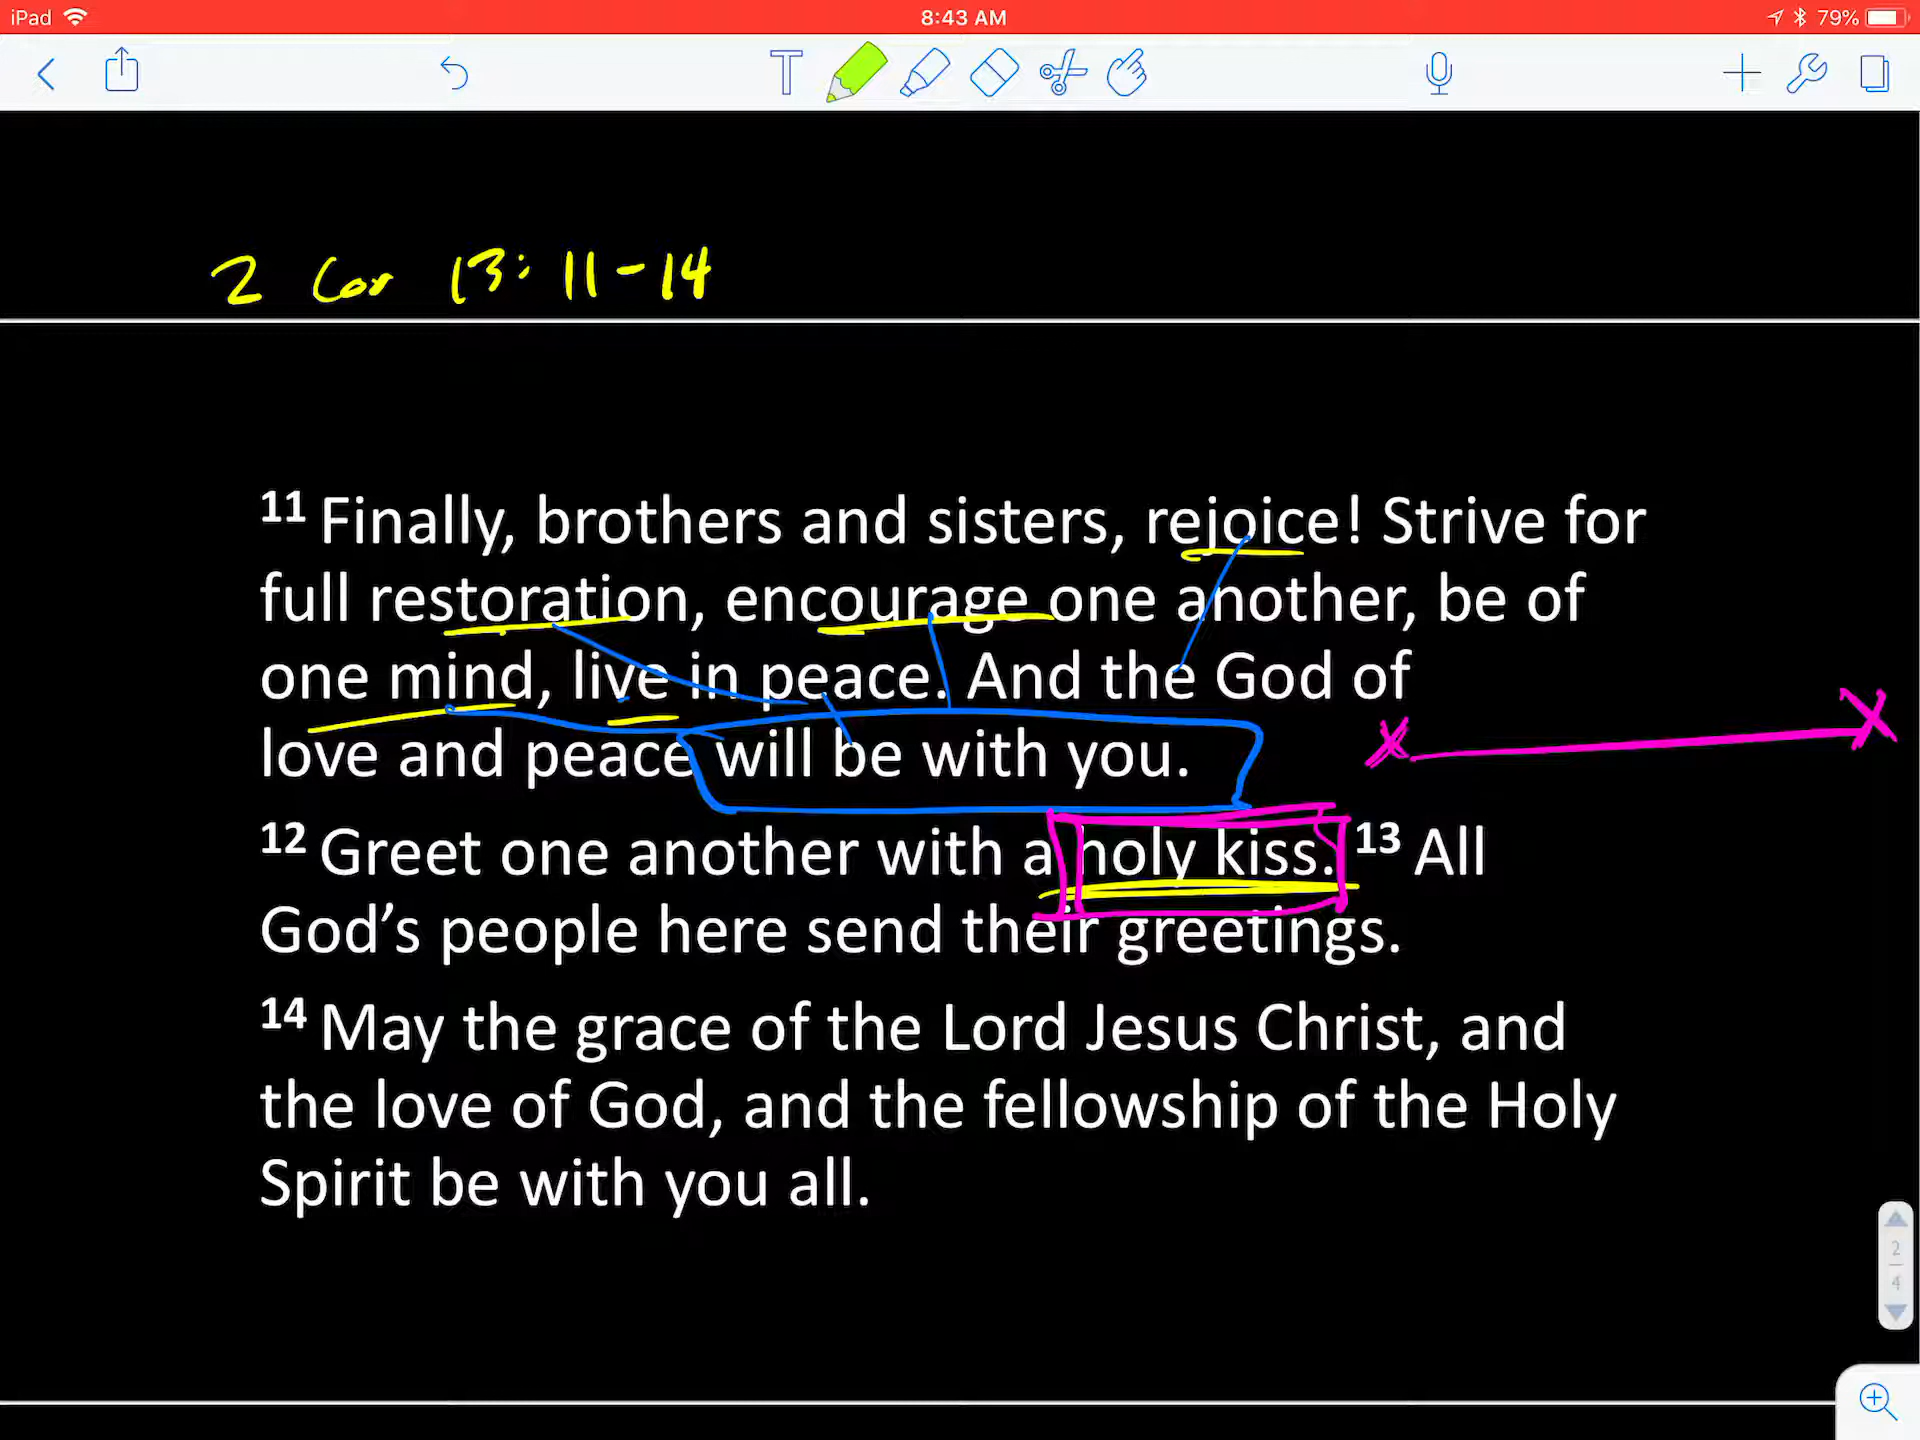 iPad 8:43 AM 79%
T
2 Cor 13:11-14
11 Finally, brothers and sisters, rejoice! Strive for
full restoration, encourage one another, be of
one mind, live in peace. And the God of
love and peace will be with you.
12 Greet one another with a holy kiss. 13 All
God’s people here send their greetings.
14 May the grace of the Lord Jesus Christ, and
the love of God, and the fellowship of the Holy
Spirit be with you all.
2
4